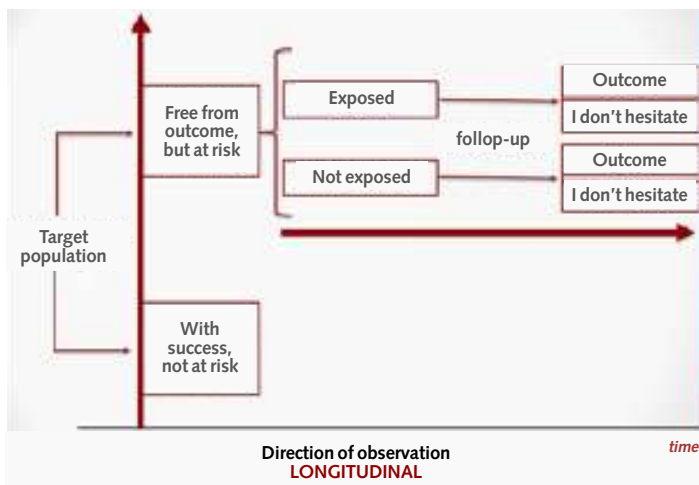 Free from
outcome,
but at risk
Exposed
Outcome
I don't hesitate
follop-up
Not exposed
Outcome
I don't hesitate
Target
population
With
success,
not at risk
Direction of observation
LONGITUDINAL
time